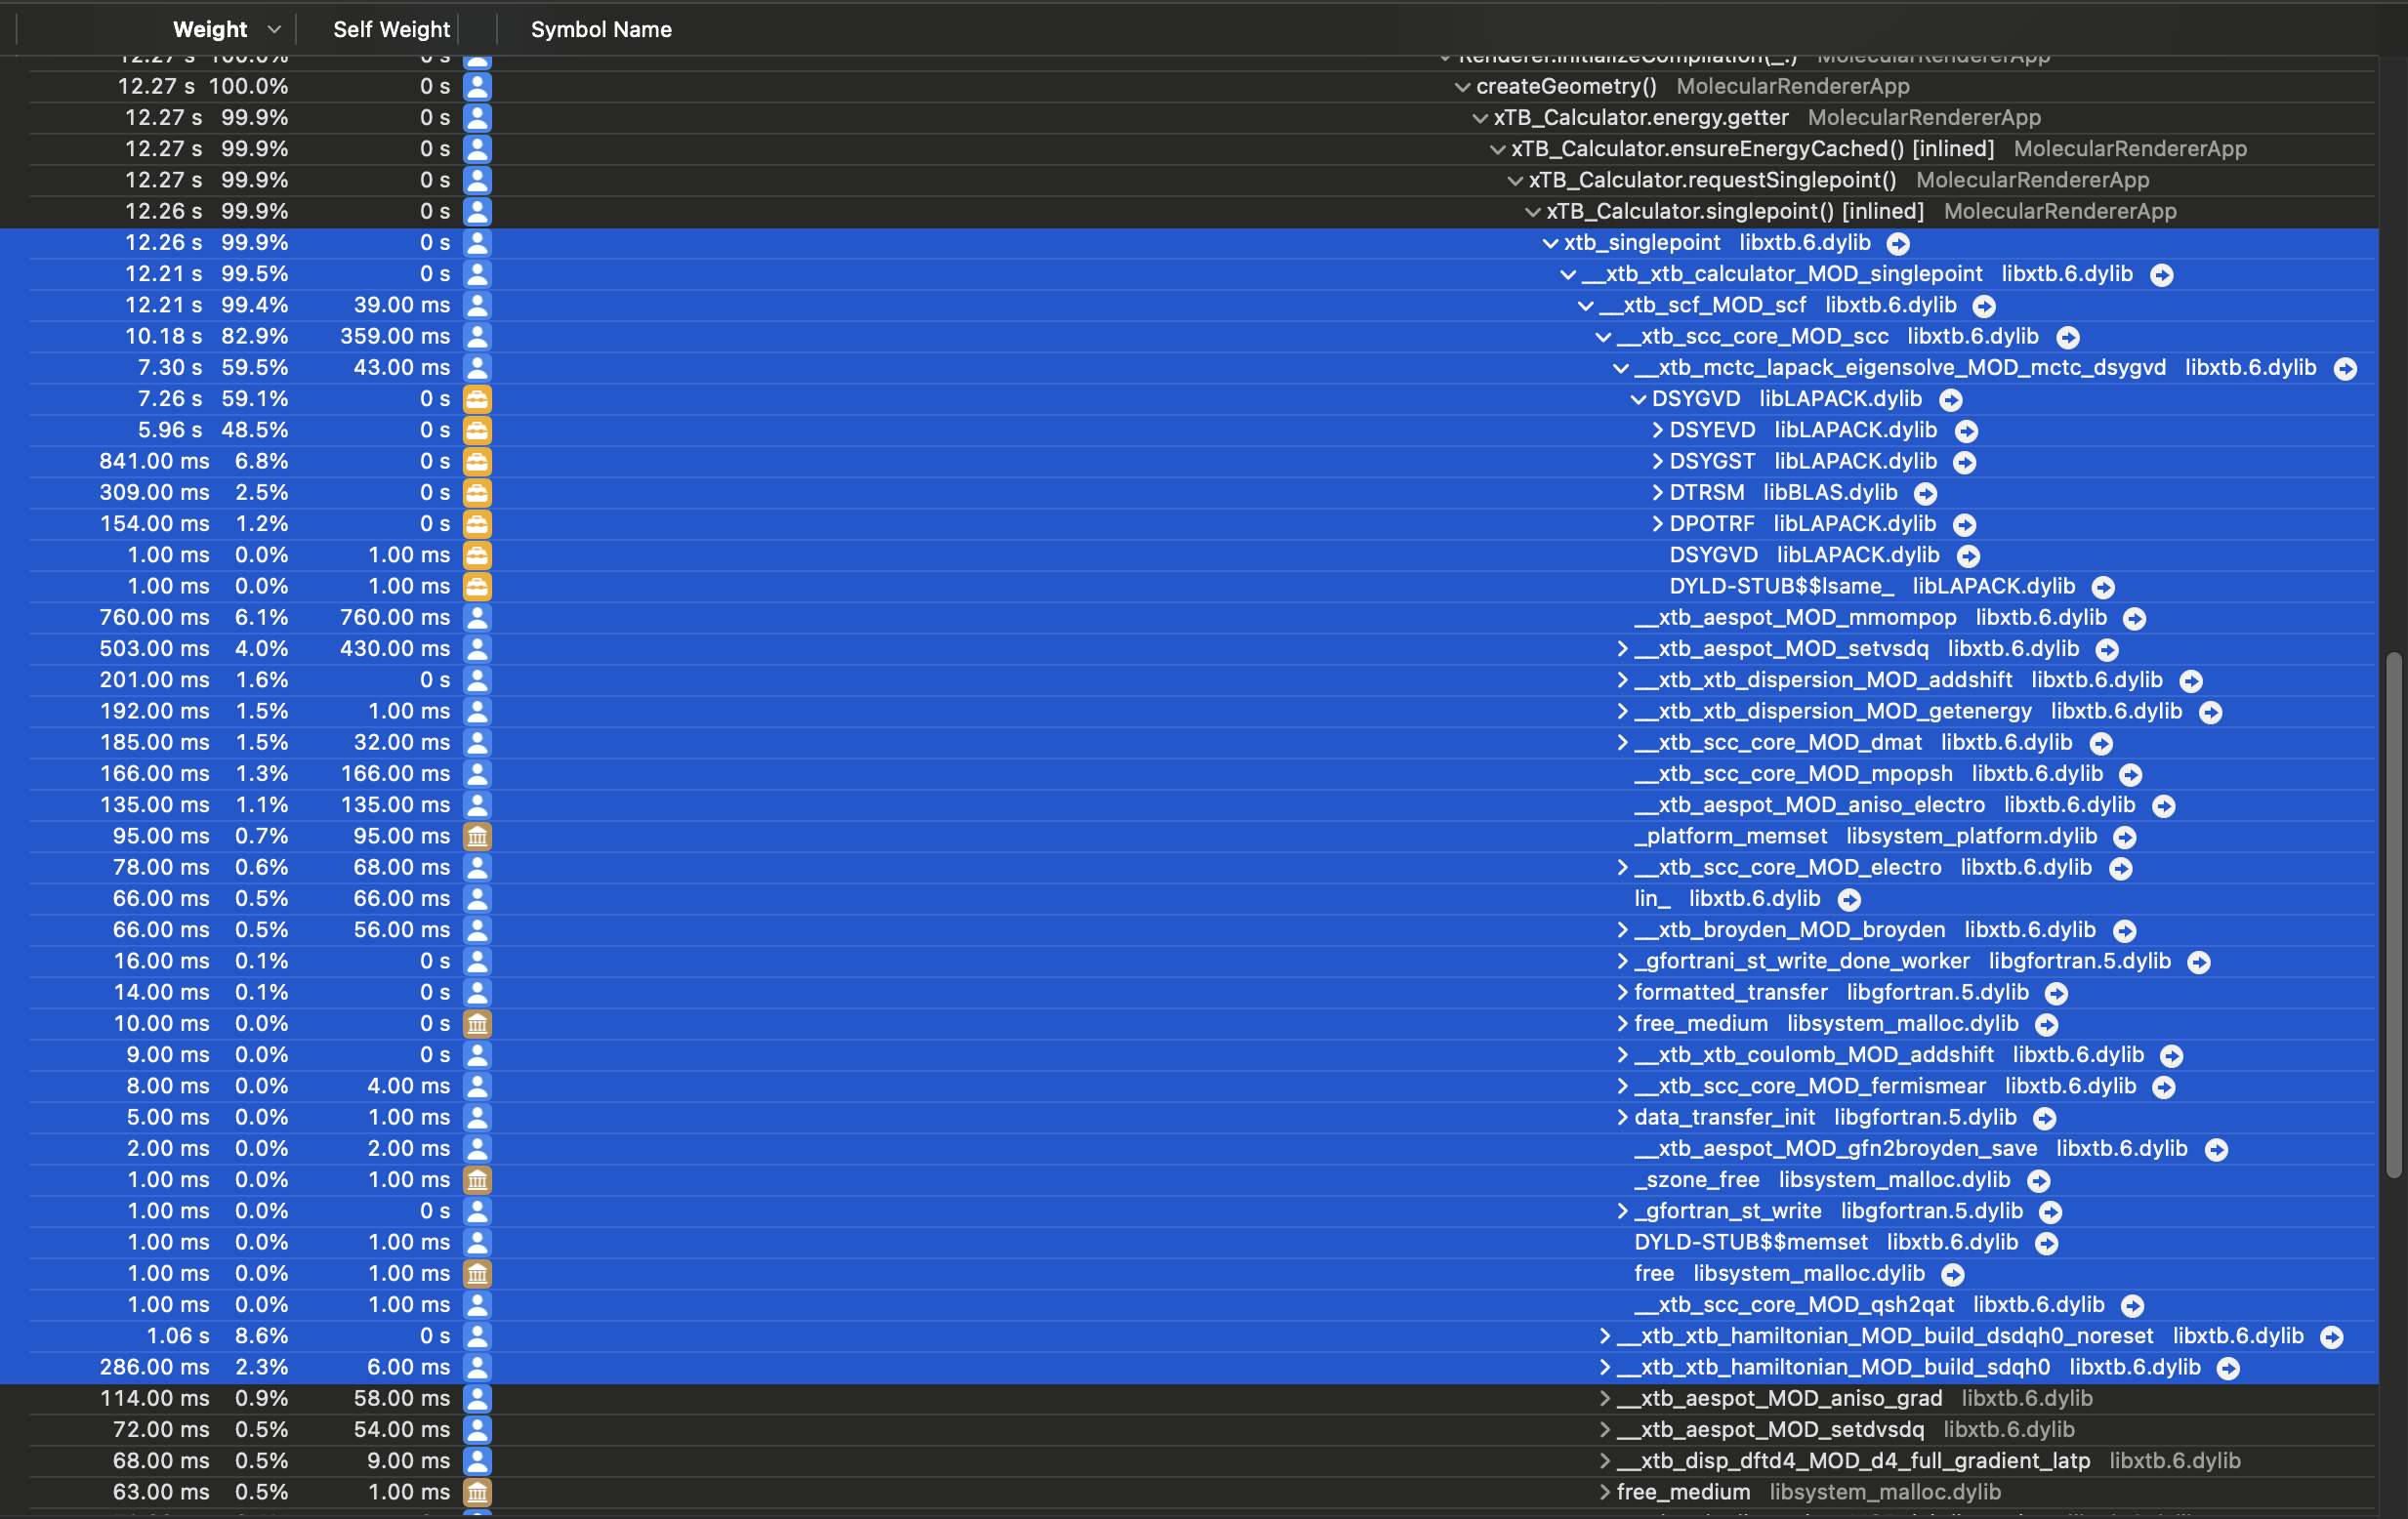 Weight Self Weight Symbol Name
12.27 s 100.0% 0 s Renderer.initializeCompilation(_:) MolecularRendererApp
12.27 s 100.0% 0 s createGeometry() MolecularRendererApp
12.27 s 99.9% 0 s xTB_Calculator.energy.getter MolecularRendererApp
12.27 s 99.9% 0 s xTB_Calculator.ensureEnergyCached() [inlined] MolecularRendererApp
12.27 s 99.9% 0 s xTB_Calculator.requestSinglepoint() MolecularRendererApp
12.26 s 99.9% 0 s xTB_Calculator.singlepoint() [inlined] MolecularRendererApp
12.26 s 99.9% 0 s xtb_singlepoint libxtb.6.dylib
12.21 s 99.5% 0 s __xtb_xtb_calculator_MOD_singlepoint libxtb.6.dylib
12.21 s 99.4% 39.00 ms __xtb_scf_MOD_scf libxtb.6.dylib
10.18 s 82.9% 359.00 ms __xtb_scc_core_MOD_scc libxtb.6.dylib
7.30 s 59.5% 43.00 ms __xtb_mctc_lapack_eigensolve_MOD_mctc_dsygvd libxtb.6.dylib
7.26 s 59.1% 0 s DSYGVD libLAPACK.dylib
5.96 s 48.5% 0 s DSYEVD libLAPACK.dylib
841.00 ms 6.8% 0 s DSYGST libLAPACK.dylib
309.00 ms 2.5% 0 s DTRSM libBLAS.dylib
154.00 ms 1.2% 0 s DPOTRF libLAPACK.dylib
1.00 ms 0.0% 1.00 ms DSYGVD libLAPACK.dylib
1.00 ms 0.0% 1.00 ms DYLD-STUB$$lsame_ libLAPACK.dylib
760.00 ms 6.1% 760.00 ms __xtb_aespot_MOD_mmompop libxtb.6.dylib
503.00 ms 4.0% 430.00 ms __xtb_aespot_MOD_setvsdq libxtb.6.dylib
201.00 ms 1.6% 0 s __xtb_xtb_dispersion_MOD_addshift libxtb.6.dylib
192.00 ms 1.5% 1.00 ms __xtb_xtb_dispersion_MOD_getenergy libxtb.6.dylib
185.00 ms 1.5% 32.00 ms __xtb_scc_core_MOD_dmat libxtb.6.dylib
166.00 ms 1.3% 166.00 ms __xtb_scc_core_MOD_mpopsh libxtb.6.dylib
135.00 ms 1.1% 135.00 ms __xtb_aespot_MOD_aniso_electro libxtb.6.dylib
95.00 ms 0.7% 95.00 ms _platform_memset libsystem_platform.dylib
78.00 ms 0.6% 68.00 ms __xtb_scc_core_MOD_electro libxtb.6.dylib
66.00 ms 0.5% 66.00 ms lin_ libxtb.6.dylib
66.00 ms 0.5% 56.00 ms __xtb_broyden_MOD_broyden libxtb.6.dylib
16.00 ms 0.1% 0 s _gfortrani_st_write_done_worker libgfortran.5.dylib
14.00 ms 0.1% 0 s formatted_transfer libgfortran.5.dylib
10.00 ms 0.0% 0 s free_medium libsystem_malloc.dylib
9.00 ms 0.0% 0 s __xtb_xtb_coulomb_MOD_addshift libxtb.6.dylib
8.00 ms 0.0% 4.00 ms __xtb_scc_core_MOD_fermismear libxtb.6.dylib
5.00 ms 0.0% 1.00 ms data_transfer_init libgfortran.5.dylib
2.00 ms 0.0% 2.00 ms __xtb_aespot_MOD_gfn2broyden_save libxtb.6.dylib
1.00 ms 0.0% 1.00 ms _szone_free libsystem_malloc.dylib
1.00 ms 0.0% 0 s _gfortran_st_write libgfortran.5.dylib
1.00 ms 0.0% 1.00 ms DYLD-STUB$$memset libxtb.6.dylib
1.00 ms 0.0% 1.00 ms free libsystem_malloc.dylib
1.00 ms 0.0% 1.00 ms __xtb_scc_core_MOD_qsh2qat libxtb.6.dylib
1.06 s 8.6% 0 s __xtb_xtb_hamiltonian_MOD_build_dsdqh0_noreset libxtb.6.dylib
286.00 ms 2.3% 6.00 ms __xtb_xtb_hamiltonian_MOD_build_sdqh0 libxtb.6.dylib
114.00 ms 0.9% 58.00 ms __xtb_aespot_MOD_aniso_grad libxtb.6.dylib
72.00 ms 0.5% 54.00 ms __xtb_aespot_MOD_setdvsdq libxtb.6.dylib
68.00 ms 0.5% 9.00 ms __xtb_disp_dftd4_MOD_d4_full_gradient_latp libxtb.6.dylib
63.00 ms 0.5% 1.00 ms free_medium libsystem_malloc.dylib